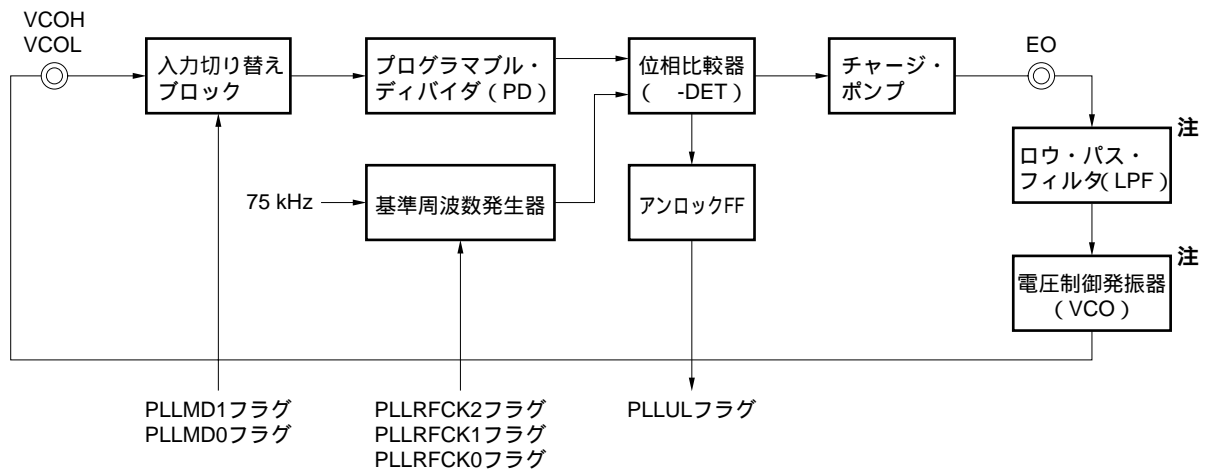 VCOH
VCOL
入力切り替え
ブロック
プログラマブル・
ディバイダ（PD）
位相比較器
（ -DET）
チャージ・
ポンプ
EO
注
ロウ・パス・
フィルタ（LPF）
75 kHz
基準周波数発生器
アンロックFF
注
電圧制御発振器
（VCO）
PLLMD1フラグ
PLLMD0フラグ
PLLRFCK2フラグ
PLLRFCK1フラグ
PLLRFCK0フラグ
PLLULフラグ